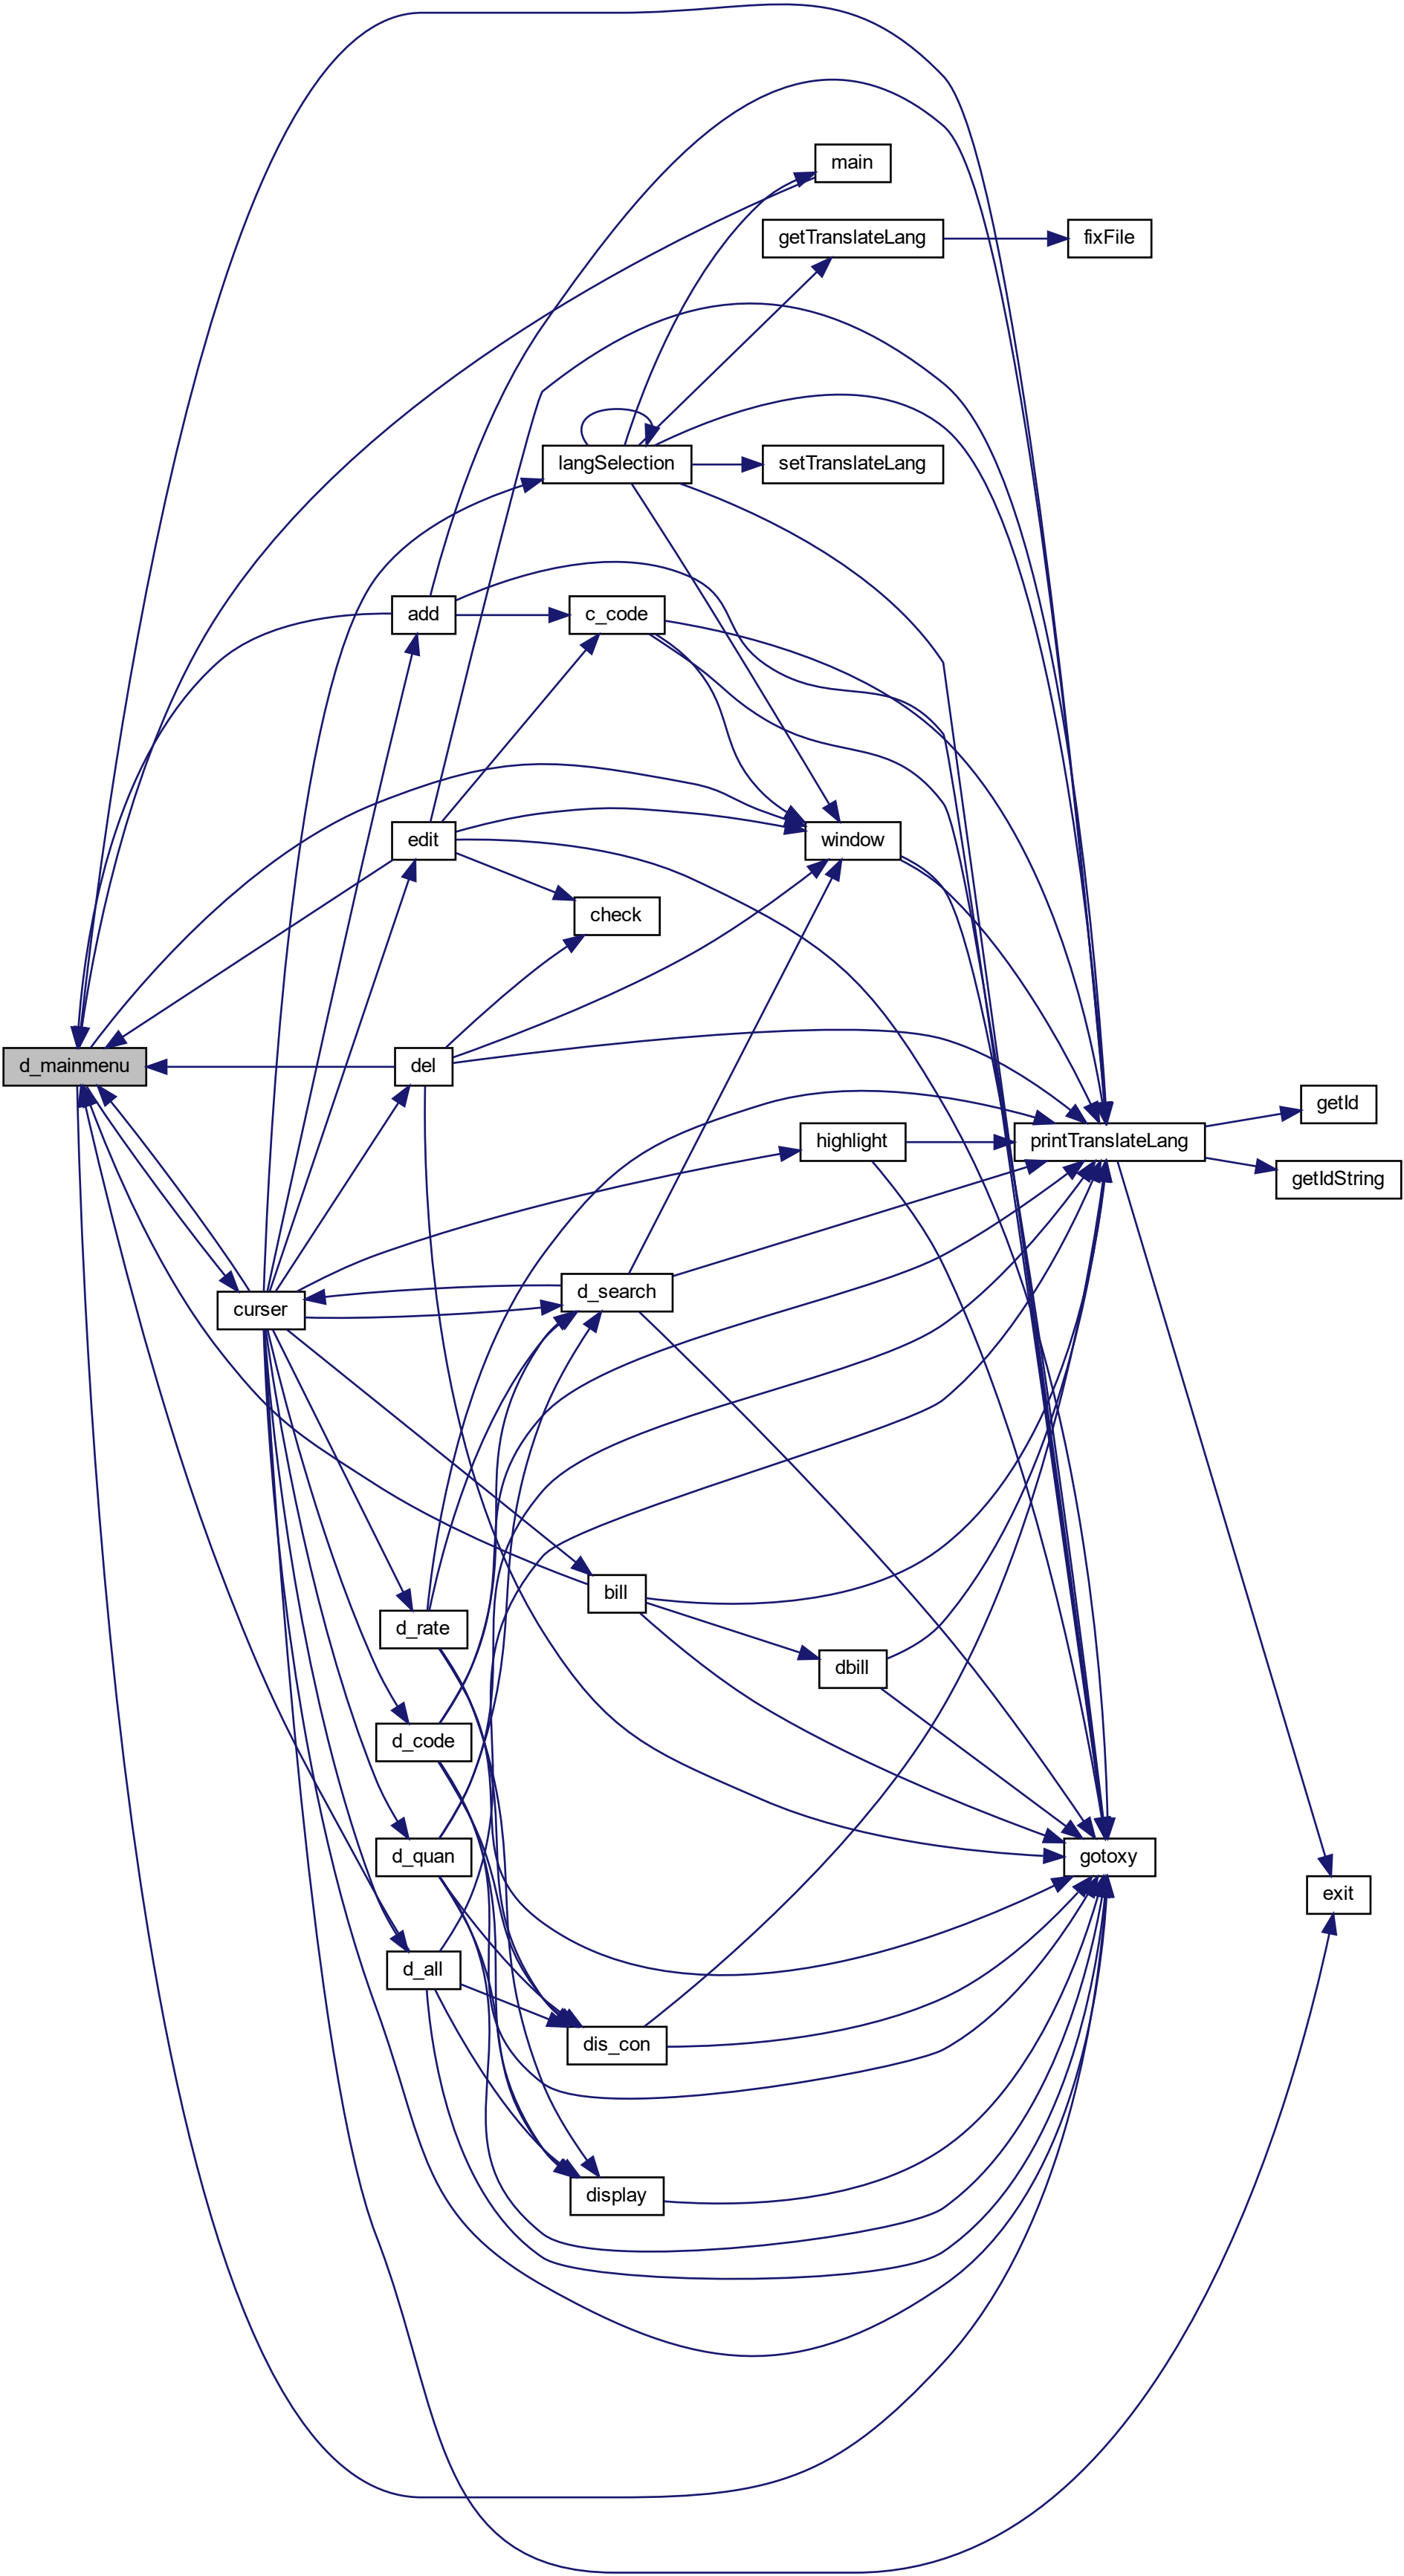 main
getTranslateLang
fixFile
langSelection
setTranslateLang
add
c_code
edit
window
check
d_mainmenu
del
getId
highlight
printTranslateLang
getIdString
curser
d_search
bill
d_rate
dbill
d_code
d_quan
gotoxy
exit
d_all
dis_con
display